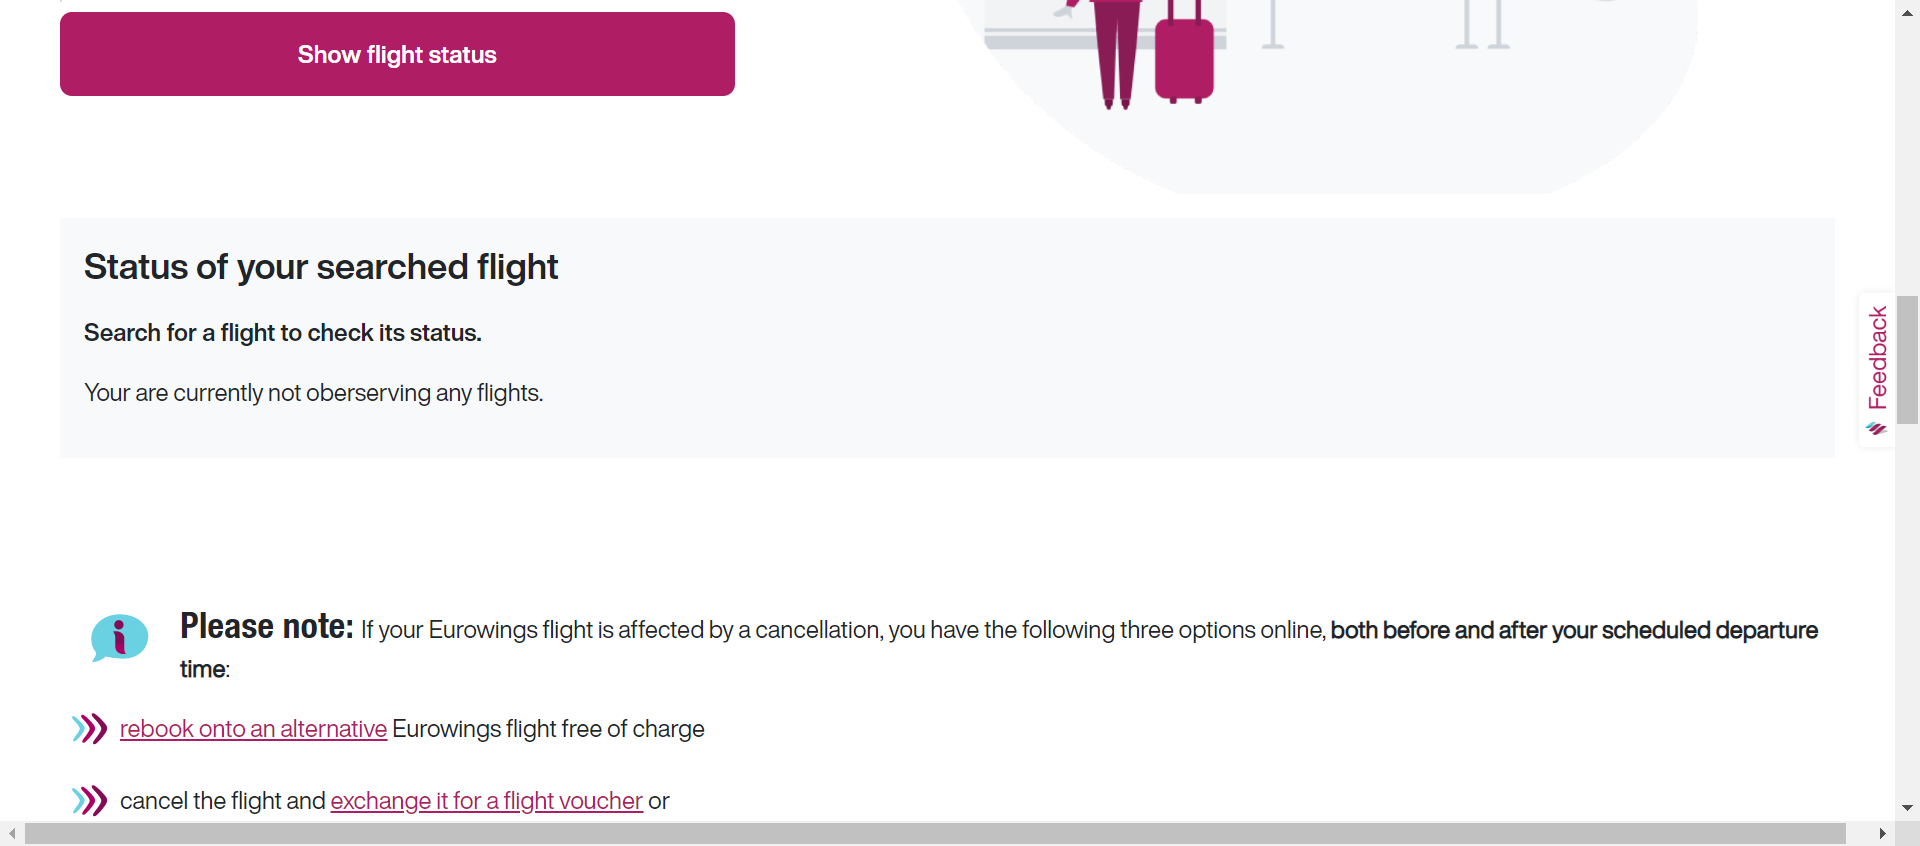 Show flight status
Status of your searched flight
Search for a flight to check its status.
Your are currently not oberserving any flights.
Feedback
Please note: If your Eurowings flight is affected by a cancellation, you have the following three options online, both before and after your scheduled departure
time:
rebook onto an alternative Eurowings flight free of charge
cancel the flight and exchange it for a flight voucher or